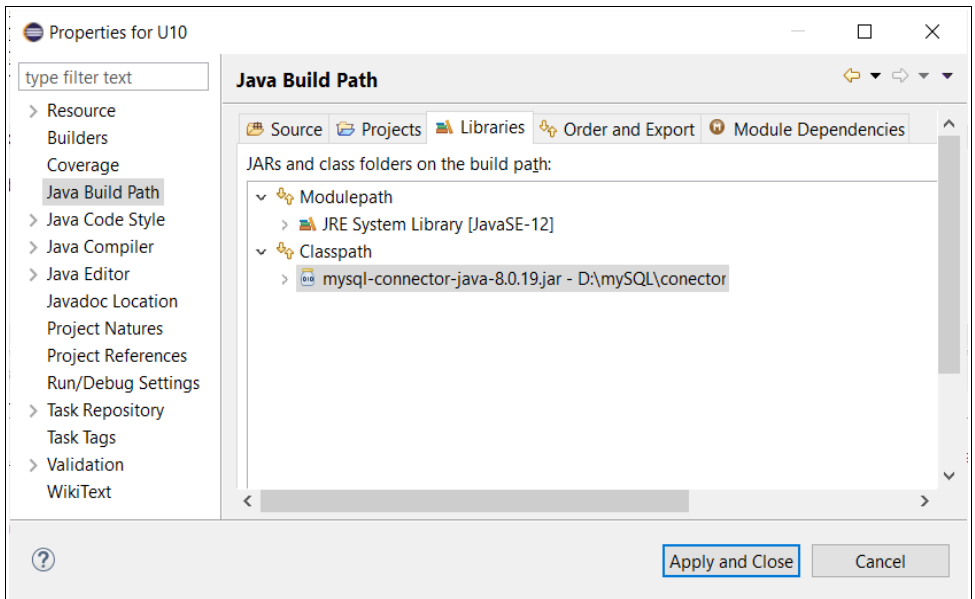 Properties for U10
type filter text
Resource
Builders
Coverage
Java Build Path
Java Code Style
Java Compiler
Java Editor
Javadoc Location
Project Natures
Project References
Run/Debug Settings
Task Repository
Task Tags
Validation
WikiText
Java Build Path
Source Projects Libraries Order and Export Module Dependencies
JARs and class folders on the build path:
Modulepath
JRE System Library [JavaSE-12]
Classpath
mysql-connector-java-8.0.19.jar - D:\mySQL\conector
Apply and Close Cancel